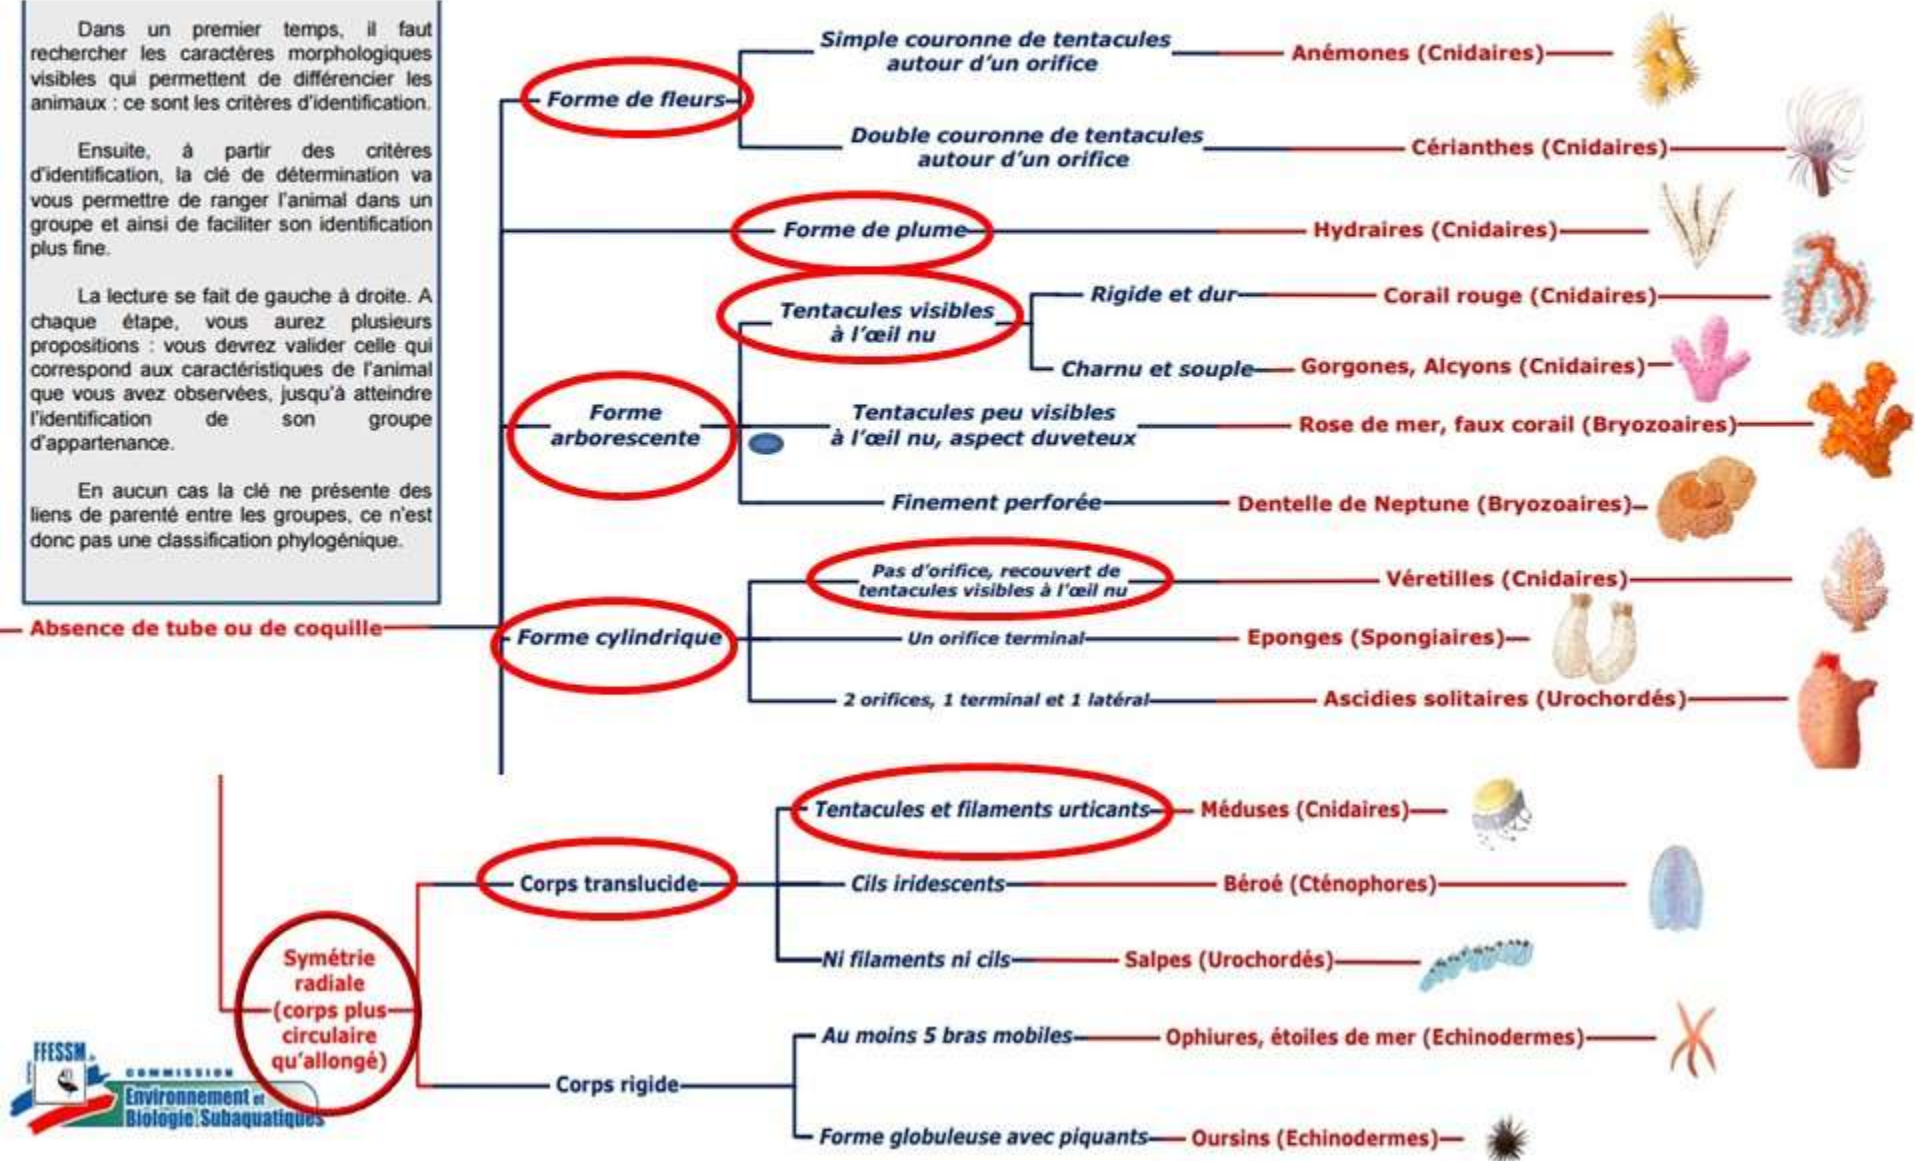 Dans un premier temps, il faut
rechercher les caractères morphologiques
visibles qui permettent de différencier les
animaux : ce sont les critères d'identification.
Ensuite, à partir des critères
d'identification, la clé de détermination va
vous permettre de ranger l'animal dans un
groupe et ainsi de faciliter son identification
plus fine.
La lecture se fait de gauche à droite. A
chaque étape, vous aurez plusieurs
propositions : vous devrez valider celle qui
correspond aux caractéristiques de l'animal
que vous avez observées, jusqu'à atteindre
l'identification de son groupe
d'appartenance.
En aucun cas la clé ne présente des
liens de parenté entre les groupes, ce n'est
donc pas une classification phylogénique.
Absence de tube ou de coquille
Forme de fleurs
Simple couronne de tentacules
autour d'un orifice
Anémones (Cnidaires)
Double couronne de tentacules
autour d'un orifice
Cérianthes (Cnidaires)
Forme de plume
Hydraires (Cnidaires)
Forme
arborescente
Tentacules visibles
à l'œil nu
Rigide et dur
Corail rouge (Cnidaires)
Charnu et souple
Gorgones, Alcyons (Cnidaires)
Tentacules peu visibles
à l'œil nu, aspect duveteux
Rose de mer, faux corail (Bryozoaires)
Finement perforée
Dentelle de Neptune (Bryozoaires)
Forme cylindrique
Pas d'orifice, recouvert de
tentacules visibles à l'œil nu
Véretilles (Cnidaires)
Un orifice terminal
Eponges (Spongiaires)
2 orifices, 1 terminal et 1 latéral
Ascidies solitaires (Urochordés)
Symétrie
radiale
(corps plus
circulaire
qu'allongé)
Corps translucide
Tentacules et filaments urticants
Méduses (Cnidaires)
Cils iridescents
Béroé (Cténophores)
Ni filaments ni cils
Salpes (Urochordés)
Corps rigide
Au moins 5 bras mobiles
Ophiures, étoiles de mer (Echinodermes)
Forme globuleuse avec piquants
Oursins (Echinodermes)
FFESSM
COMMISSION
Environnement et
Biologie Subaquatiques